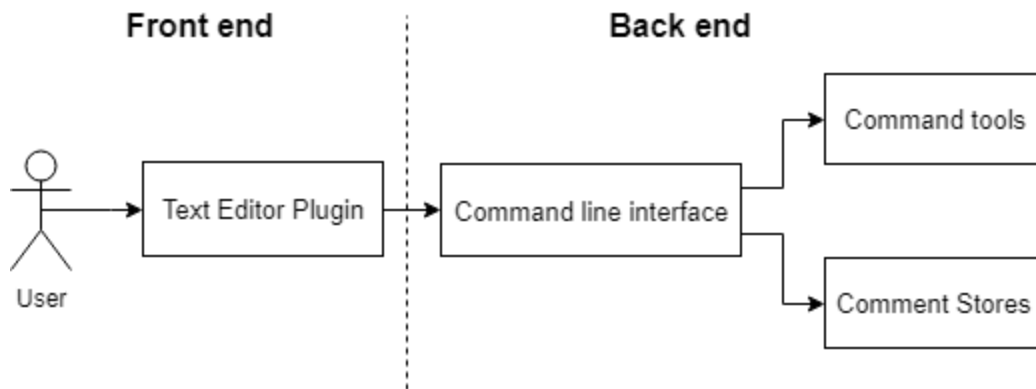 Front end
Back end
Command tools
Text Editor Plugin
Command line interface
User
Comment Stores